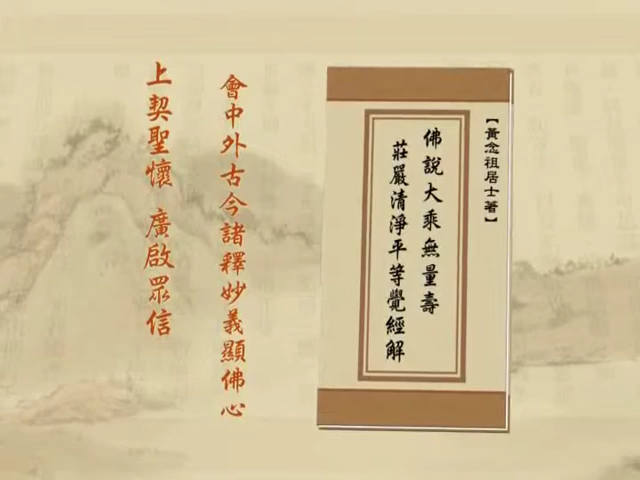 【黃念祖居士著】
佛說大乘無量壽
莊嚴清淨平等覺經解
會中外古今諸釋妙義顯佛心
上契聖懷 廣啟眾信